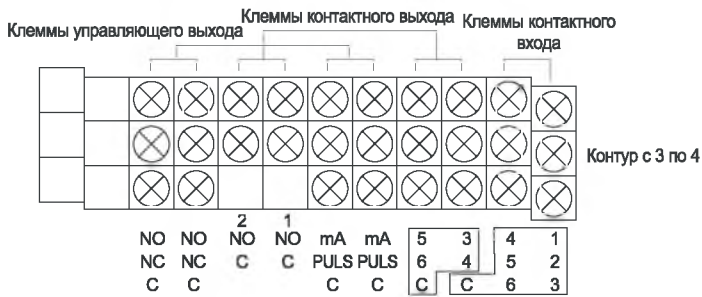 Клеммы управляющего выхода
Клеммы контактного выхода
Клеммы контактного
входа
Контур с 3 по 4
2 1
NO NO NO NO mA mA 5 3 4 1
NC NC C C PULS PULS 6 4 5 2
C C C C C C 6 3